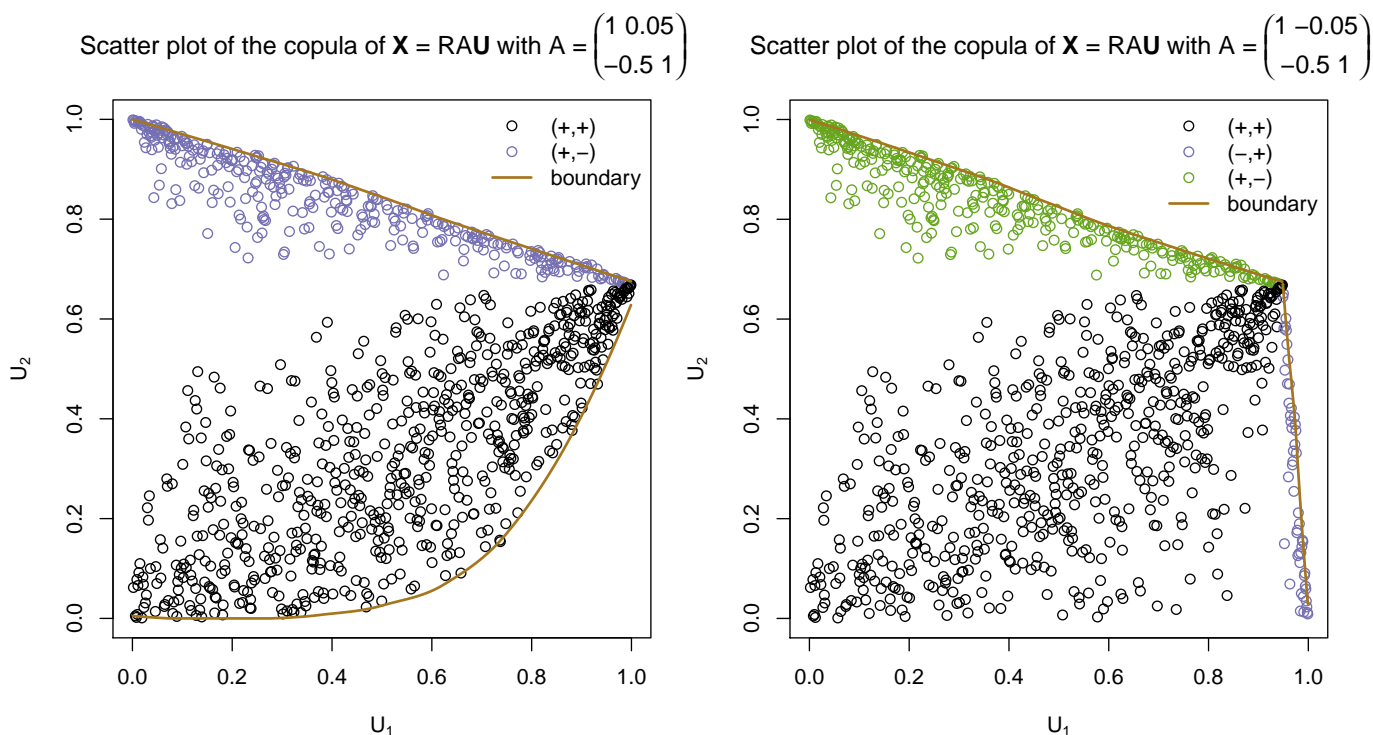 Scatter plot of the copula of X = RAU with A = (1 0.05
−0.5 1)
1.0
0.8
0.6
0.4
0.2
0.0
U2
0.0 0.2 0.4 0.6 0.8 1.0
U1
(+,+)
(+,−)
boundary
Scatter plot of the copula of X = RAU with A = (1 −0.05
−0.5 1)
1.0
0.8
0.6
0.4
0.2
0.0
U2
0.0 0.2 0.4 0.6 0.8 1.0
U1
(+,+)
(−,+)
(+,−)
boundary